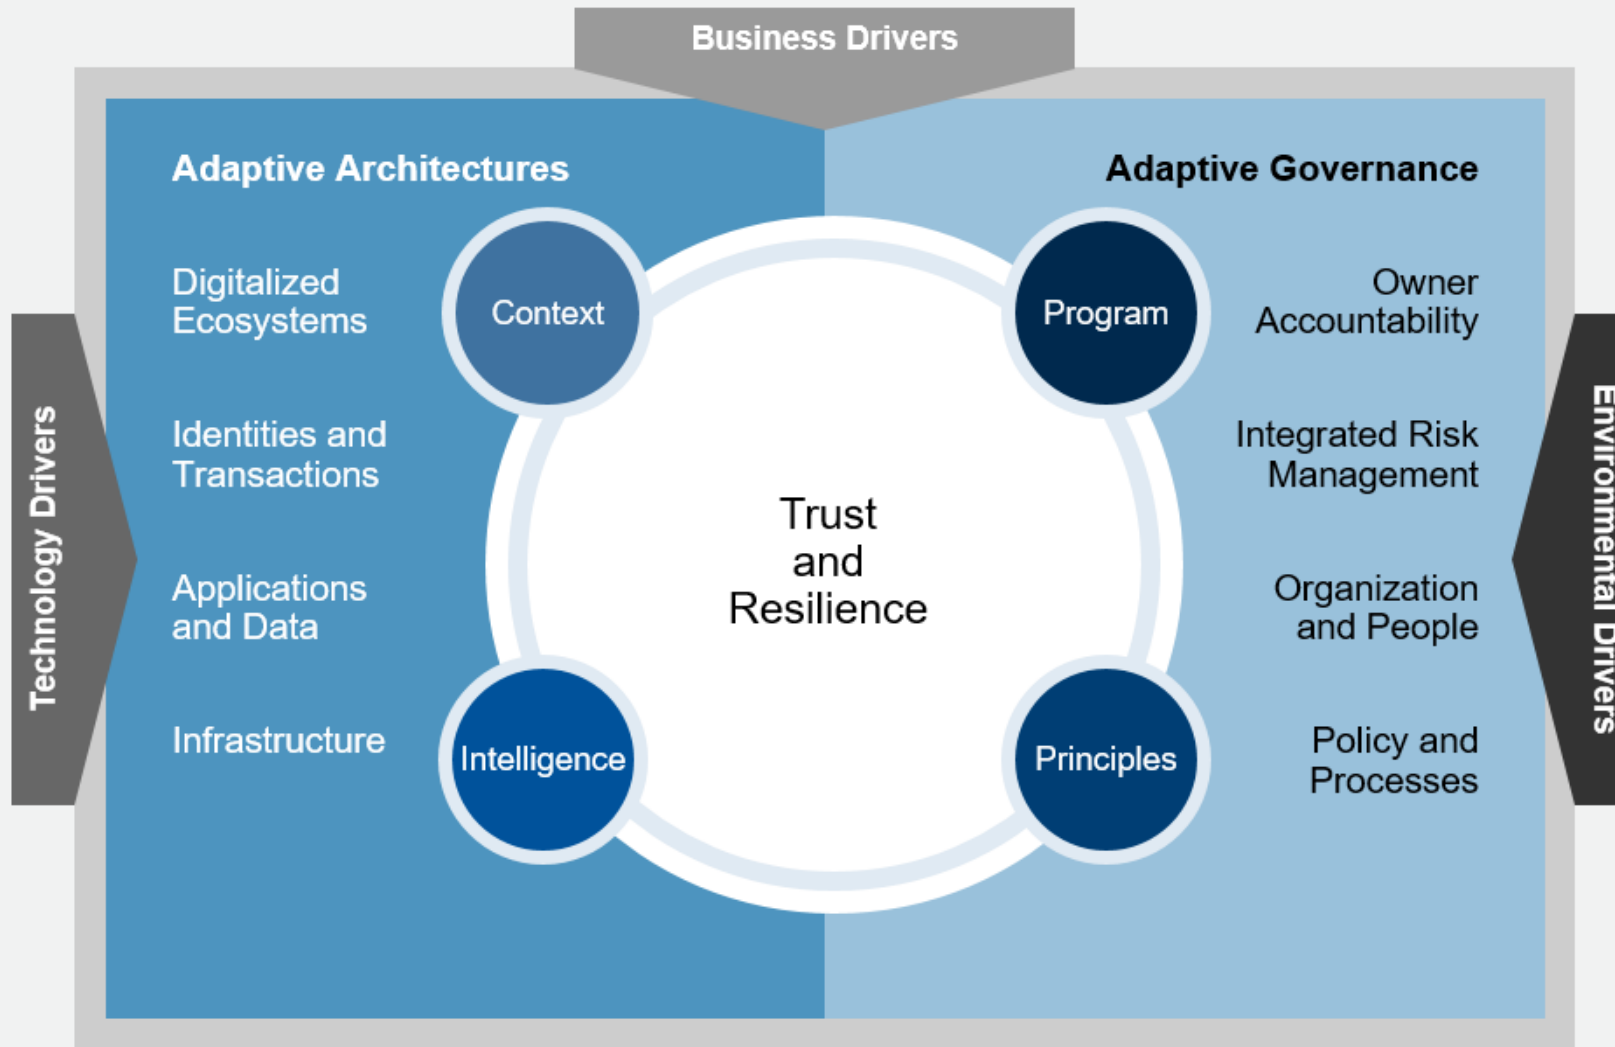 Business Drivers
Adaptive Architectures
Adaptive Governance
Digitalized
Ecosystems
Context
Program
Owner
Accountability
Technology Drivers
Identities and
Transactions
Integrated Risk
Management
Environmental Drivers
Trust
and
Resilience
Applications
and Data
Organization
and People
Infrastructure
Intelligence
Principles
Policy and
Processes